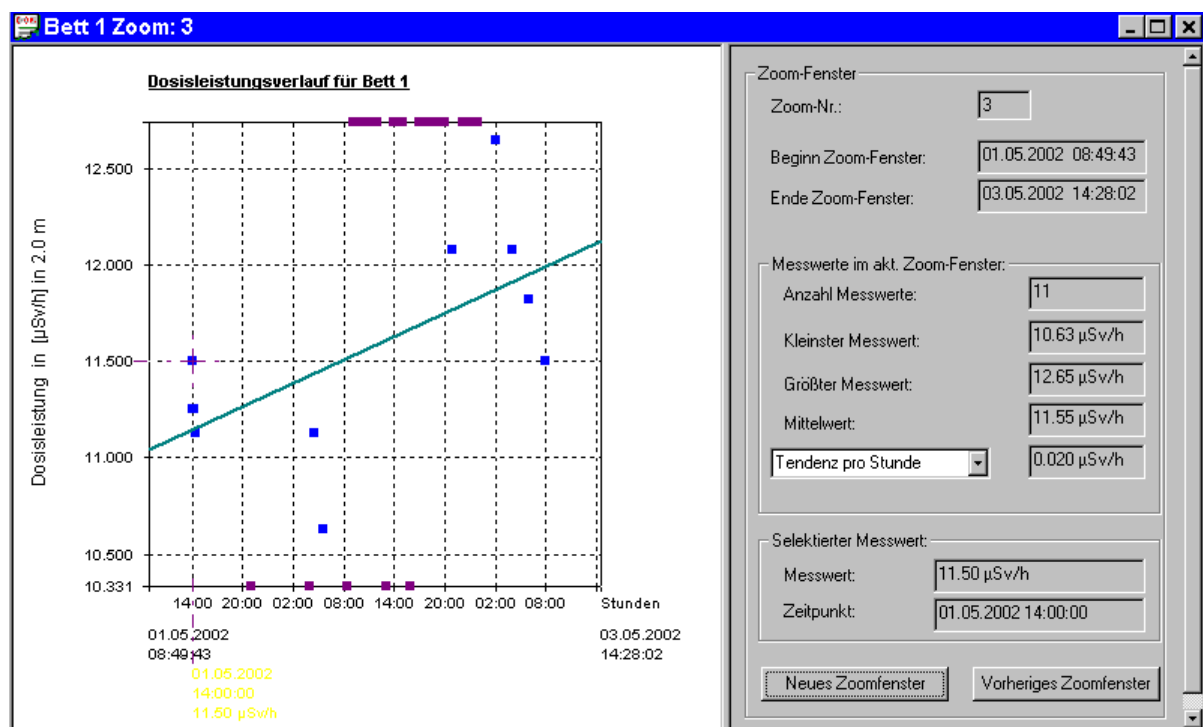 Bett 1 Zoom: 3
Dosisleistungsverlauf für Bett 1
Dosisleistung in [µSv/h] in 2.0 m
12.500
12.000
11.500
11.000
10.500
10.331
14:00 20:00 02:00 08:00 14:00 20:00 02:00 08:00 Stunden
01.05.2002
08:49:43
03.05.2002
14:28:02
01.05.2002
14:00:00
11.50 µSv/h
Zoom-Fenster
Zoom-Nr.: 3
Beginn Zoom-Fenster: 01.05.2002 08:49:43
Ende Zoom-Fenster: 03.05.2002 14:28:02
Messwerte im akt. Zoom-Fenster:
Anzahl Messwerte: 11
Kleinster Messwert: 10.63 µSv/h
Größter Messwert: 12.65 µSv/h
Mittelwert: 11.55 µSv/h
Tendenz pro Stunde 0.020 µSv/h
Selektierter Messwert:
Messwert: 11.50 µSv/h
Zeitpunkt: 01.05.2002 14:00:00
Neues Zoomfenster Vorheriges Zoomfenster